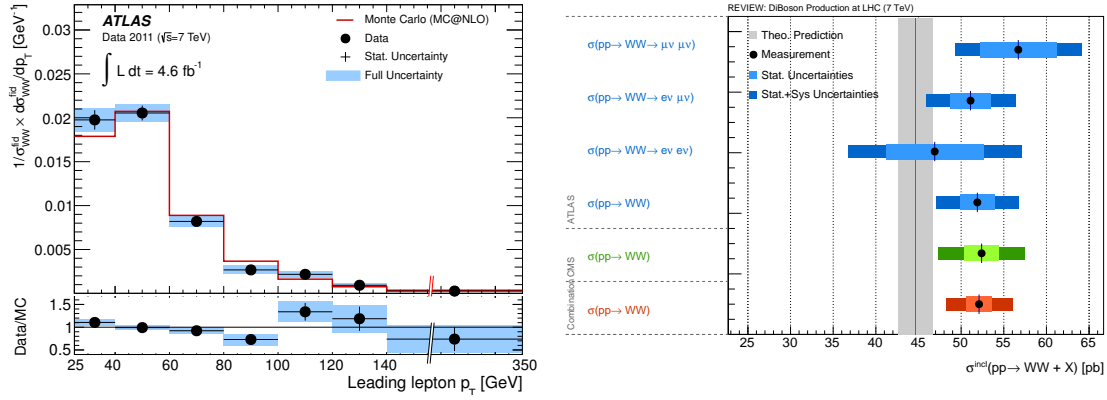 ATLAS
Data 2011 (√s=7 TeV)
∫ L dt = 4.6 fb⁻¹
Monte Carlo (MC@NLO)
Data
Stat. Uncertainty
Full Uncertainty
1/σ^fid_WW × dσ^fid_WW/dp_T [GeV⁻¹]
0.03
0.025
0.02
0.015
0.01
0.005
Data/MC
1.5
1
0.5
25 40 60 80 100 120 140 350
Leading lepton p_T [GeV]
REVIEW: DiBoson Production at LHC (7 TeV)
Theo. Prediction
Measurement
Stat. Uncertainties
Stat.+Sys Uncertainties
σ(pp→ WW→ μν μν)
σ(pp→ WW→ eν μν)
σ(pp→ WW→ eν eν)
σ(pp→ WW)
σ(pp→ WW)
σ(pp→ WW)
ATLAS
CMS
Combination
25 30 35 40 45 50 55 60 65
σ^incl(pp→ WW + X) [pb]